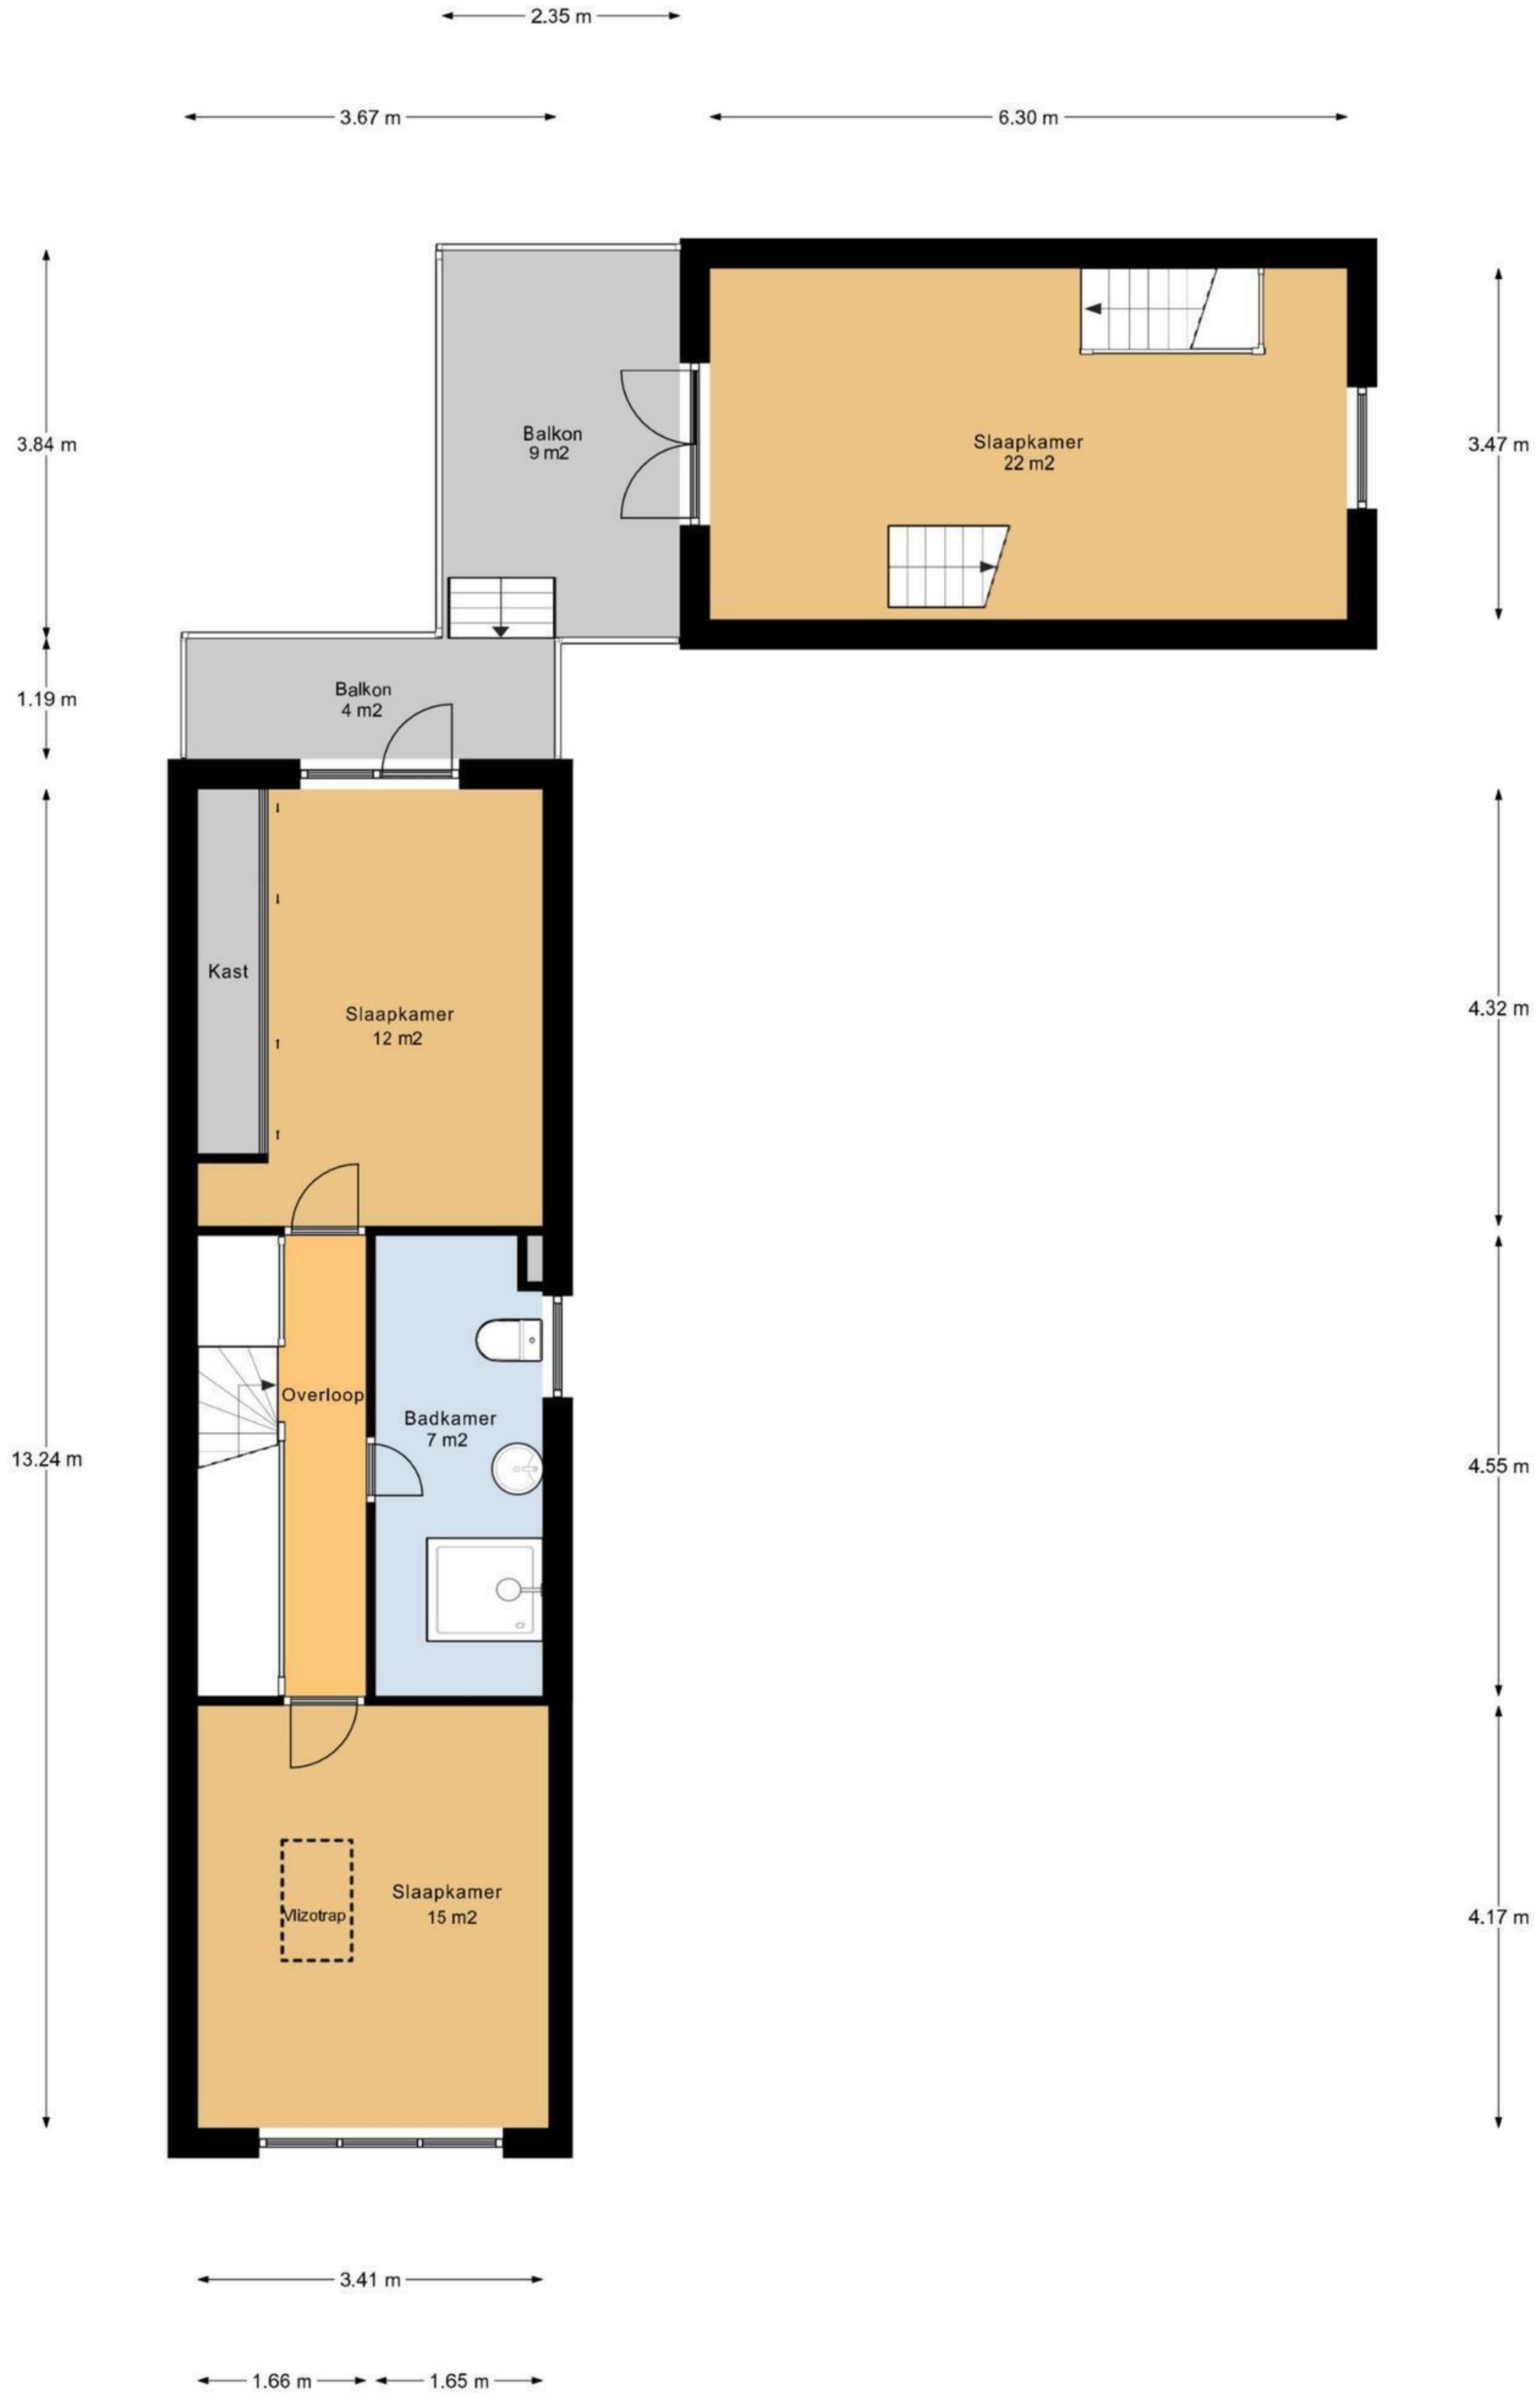 2.35 m
3.67 m
6.30 m
3.84 m
Balkon
9 m2
Slaapkamer
22 m2
3.47 m
1.19 m
Balkon
4 m2
Kast
Slaapkamer
12 m2
4.32 m
Overloop
Badkamer
7 m2
13.24 m
4.55 m
Vlizotrap
Slaapkamer
15 m2
4.17 m
3.41 m
1.66 m
1.65 m